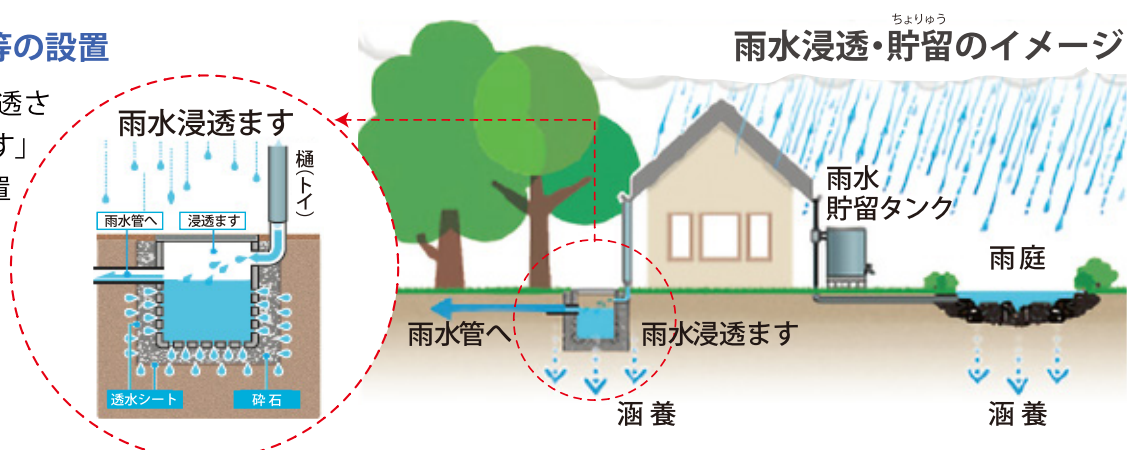 等の設置
透さ
す」
置
ちょりゅう
雨水浸透・貯留のイメージ
雨水浸透ます
樋(トイ)
雨水管へ
浸透ます
透水シート
砕石
雨水
貯留タンク
雨庭
雨水管へ
雨水浸透ます
涵養
涵養